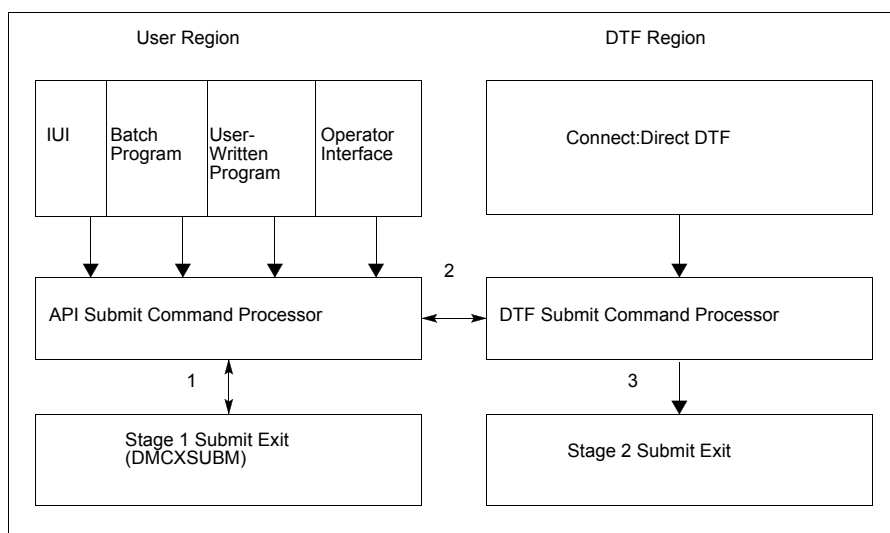 User Region
DTF Region
IUI
Batch
Program
User-
Written
Program
Operator
Interface
Connect:Direct DTF
2
API Submit Command Processor
DTF Submit Command Processor
1
3
Stage 1 Submit Exit
(DMCXSUBM)
Stage 2 Submit Exit